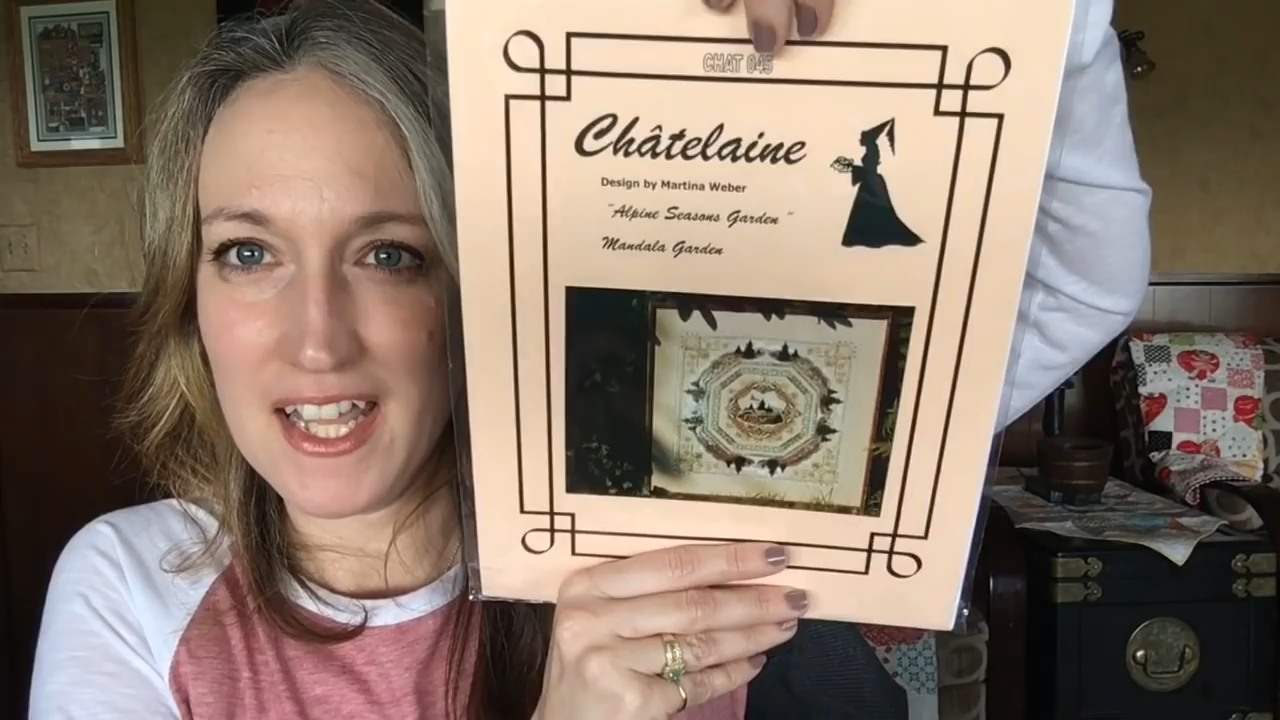 CHAT 045
Châtelaine
Design by Martina Weber
"Alpine Seasons Garden "
Mandala Garden